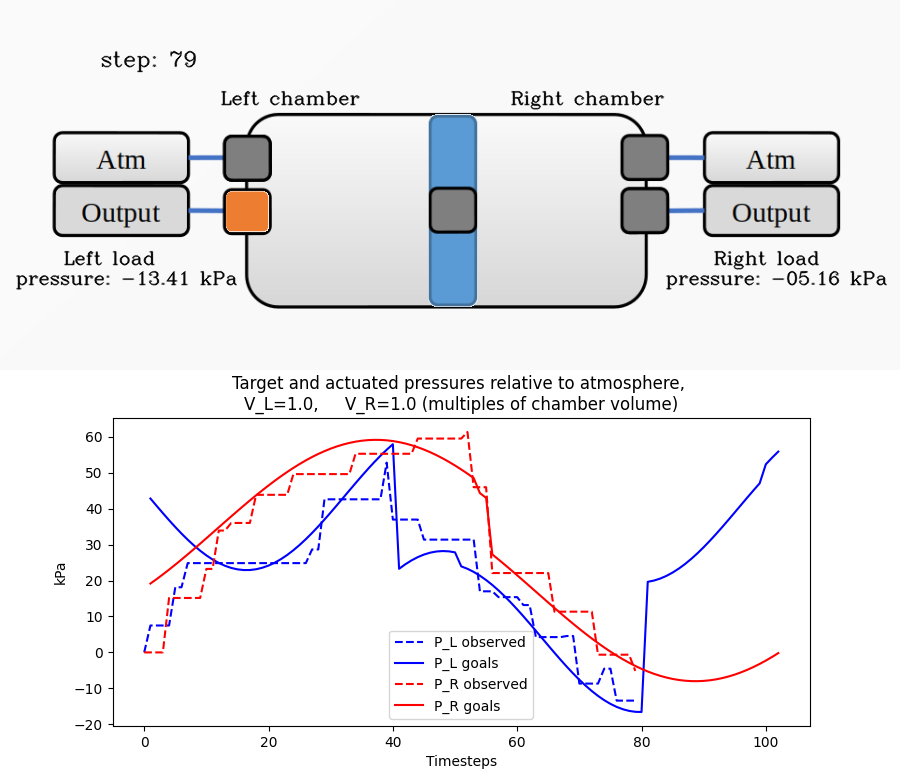 step: 79
Left chamber
Right chamber
Atm
Atm
Output
Output
Left load
pressure: −13.41 kPa
Right load
pressure: −05.16 kPa
Target and actuated pressures relative to atmosphere,
V_L=1.0, V_R=1.0 (multiples of chamber volume)
60
50
40
30
20
10
0
−10
−20
kPa
P_L observed
P_L goals
P_R observed
P_R goals
0 20 40 60 80 100
Timesteps